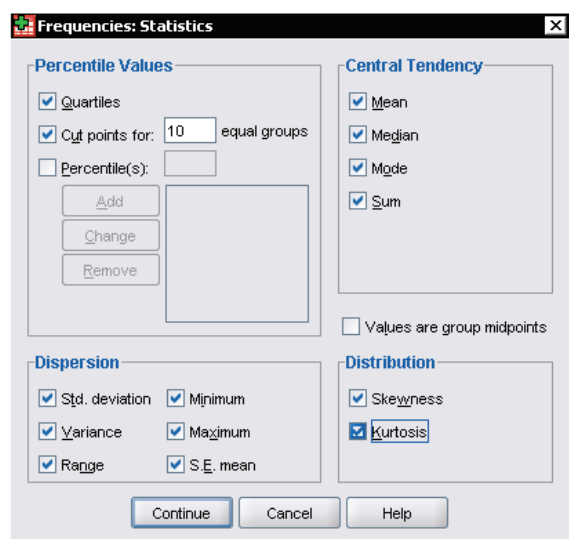 Frequencies: Statistics
Percentile Values
Quartiles
Cut points for: 10 equal groups
Percentile(s):
Add
Change
Remove
Central Tendency
Mean
Median
Mode
Sum
Values are group midpoints
Dispersion
Std. deviation
Minimum
Variance
Maximum
Range
S.E. mean
Distribution
Skewness
Kurtosis
Continue
Cancel
Help